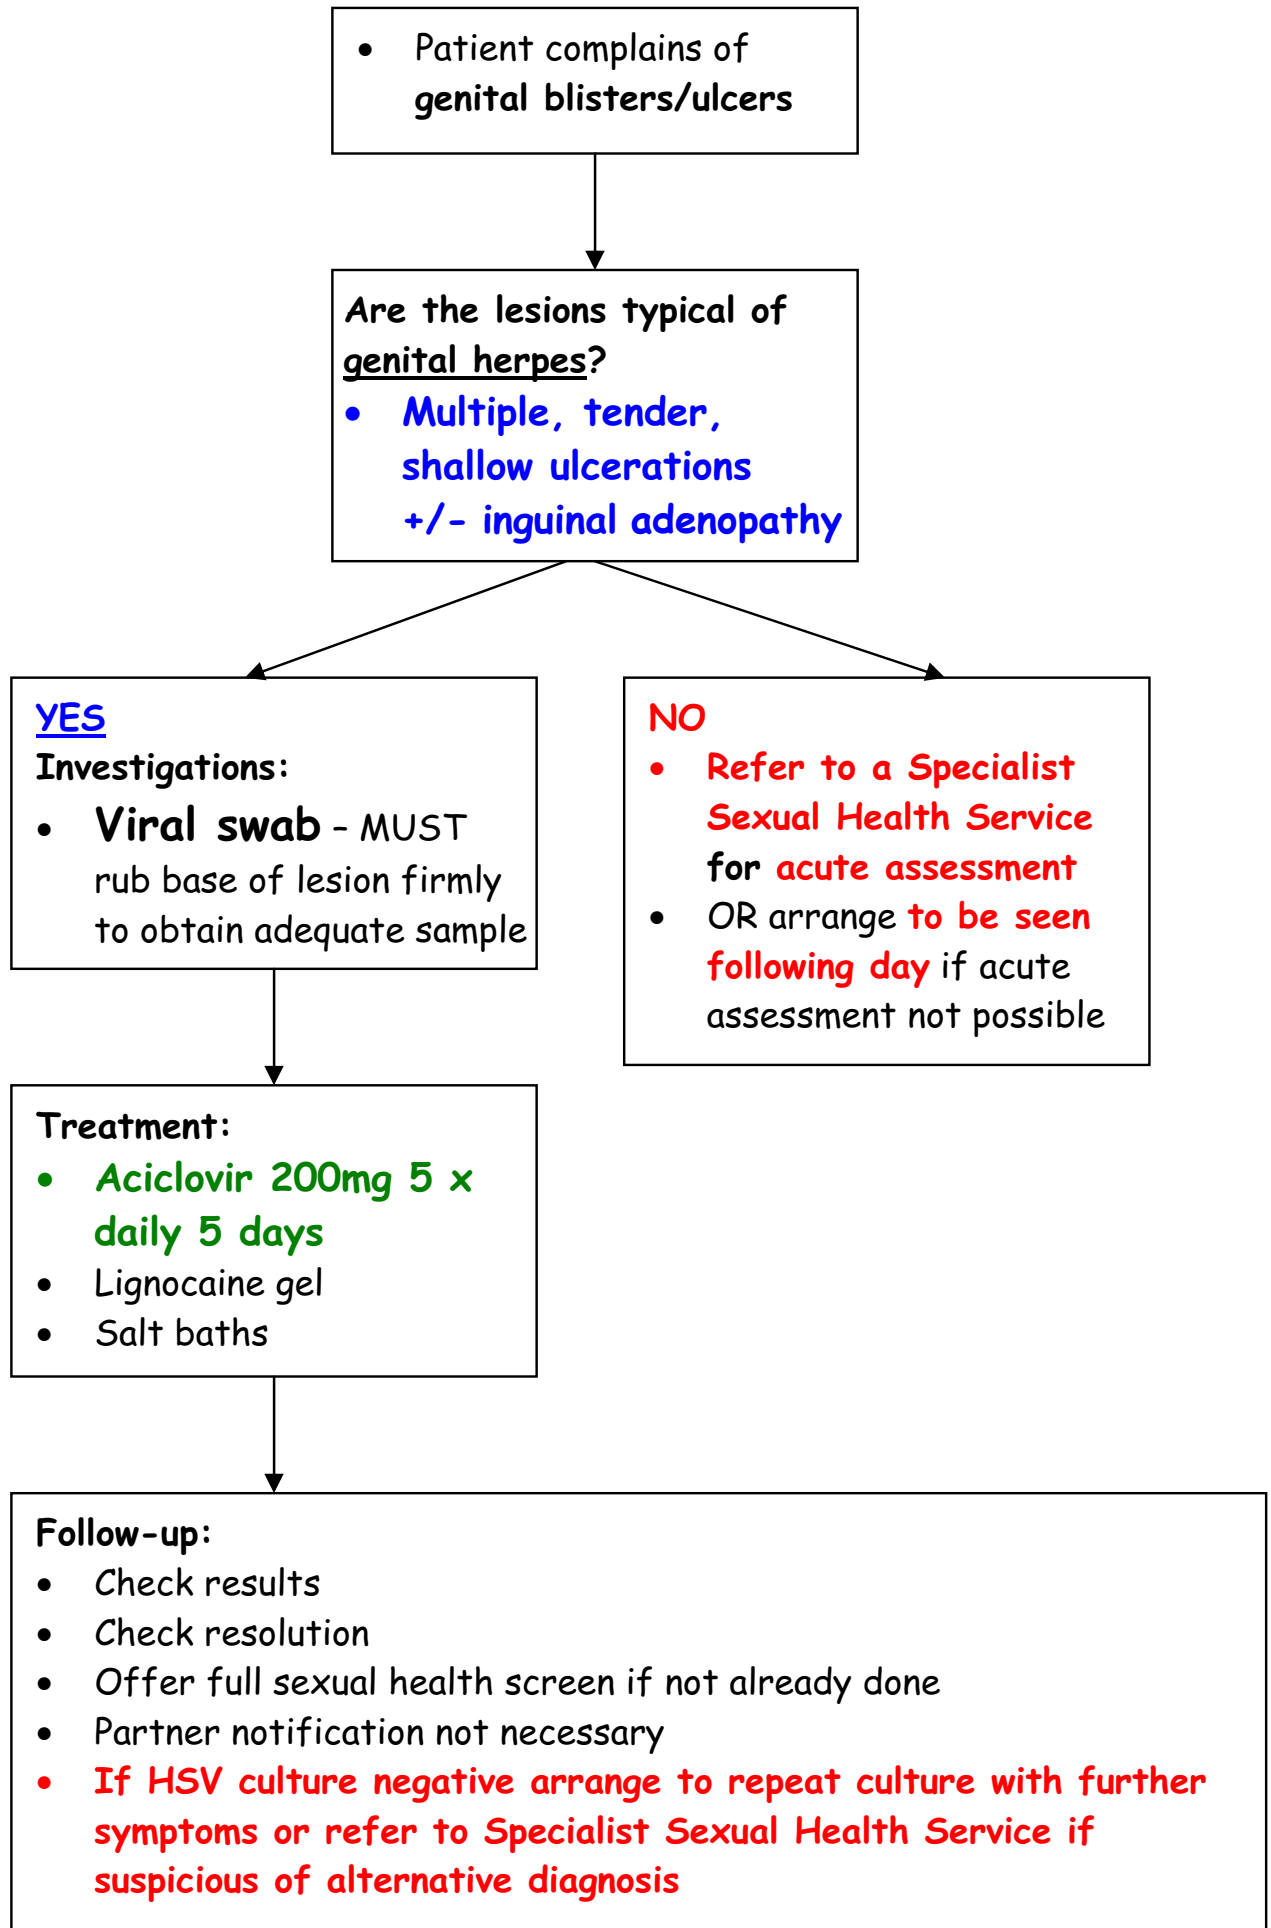 • Patient complains of
genital blisters/ulcers
Are the lesions typical of
genital herpes?
• Multiple, tender,
shallow ulcerations
+/- inguinal adenopathy
YES
Investigations:
• Viral swab – MUST
rub base of lesion firmly
to obtain adequate sample
NO
• Refer to a Specialist
Sexual Health Service
for acute assessment
• OR arrange to be seen
following day if acute
assessment not possible
Treatment:
• Aciclovir 200mg 5 x
daily 5 days
• Lignocaine gel
• Salt baths
Follow-up:
• Check results
• Check resolution
• Offer full sexual health screen if not already done
• Partner notification not necessary
• If HSV culture negative arrange to repeat culture with further
symptoms or refer to Specialist Sexual Health Service if
suspicious of alternative diagnosis